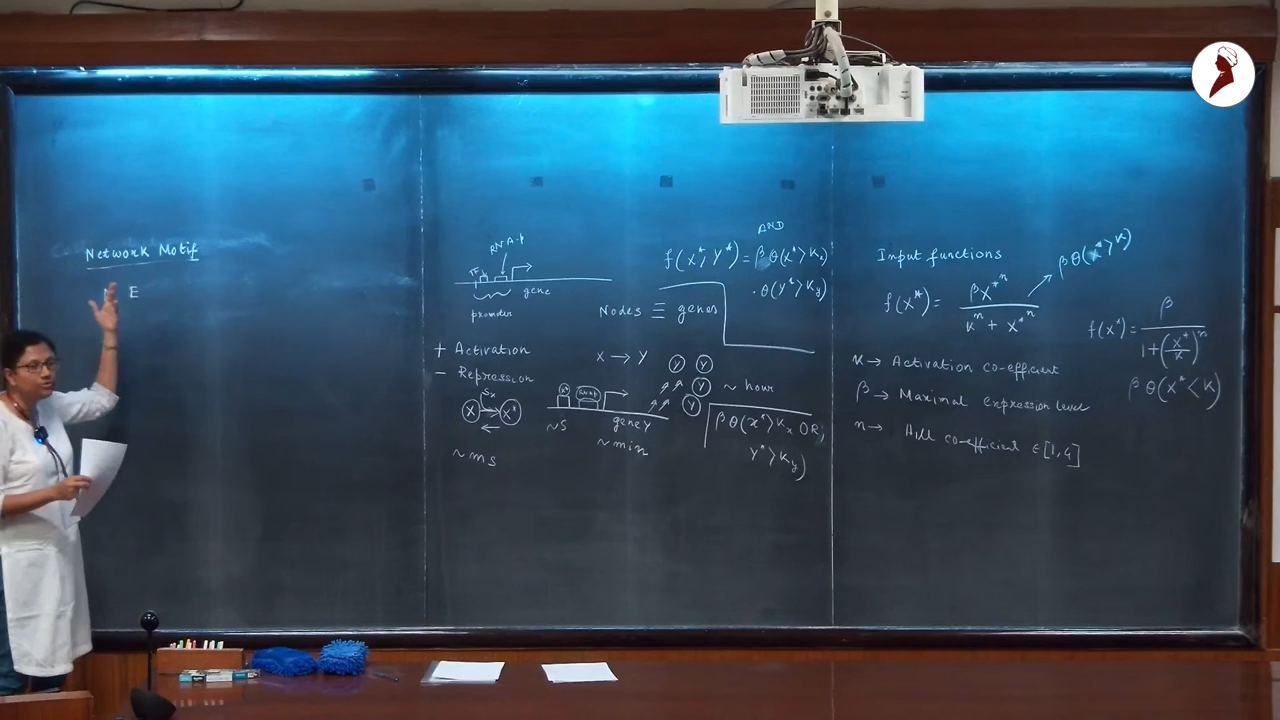 Network Motif
E
RNA-p
TF
gene
promoter
+ Activation
- Repression
Sx
X X*
~ms
Nodes ≡ genes
X → Y
X* RNAp
gene Y
~s
~min
Y Y
Y
Y
~ hour
AND
f(X*, Y*) = βθ(X* > Kx)
. θ(Y* > Ky)
βθ(X* > Kx OR,
Y* > Ky)
Input functions
f(X*) = βX*ⁿ / Kⁿ + X*ⁿ
βθ(X* > K)
f(X*) = β / 1+(X*/K)ⁿ
βθ(X* < K)
K → Activation co-efficient
β → Maximal expression level
n → Hill co-efficient ∈ [1,4]